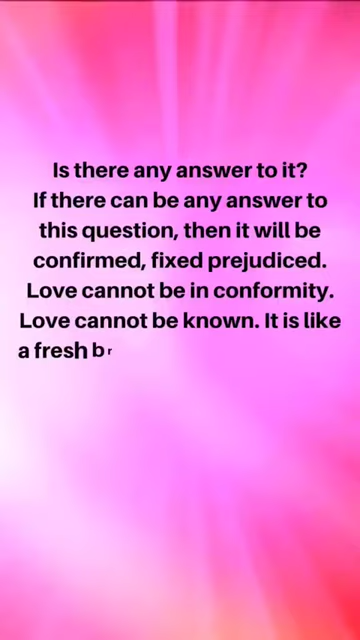 Is there any answer to it?
If there can be any answer to
this question, then it will be
confirmed, fixed prejudiced.
Love cannot be in conformity.
Love cannot be known. It is like
a fresh br